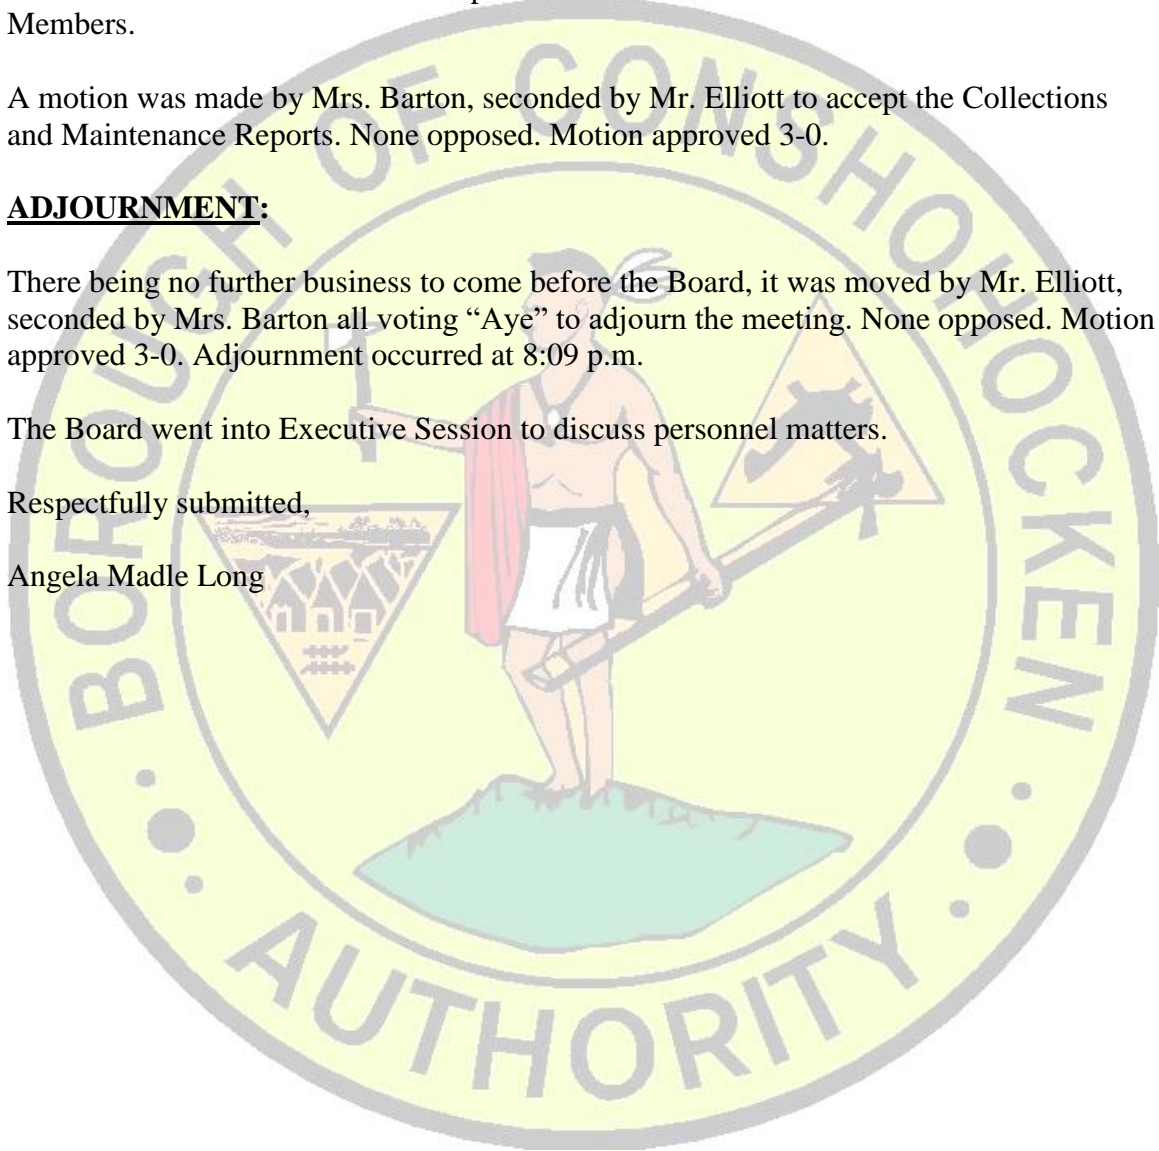 Members.
A motion was made by Mrs. Barton, seconded by Mr. Elliott to accept the Collections
and Maintenance Reports. None opposed. Motion approved 3-0.
ADJOURNMENT:
There being no further business to come before the Board, it was moved by Mr. Elliott,
seconded by Mrs. Barton all voting “Aye” to adjourn the meeting. None opposed. Motion
approved 3-0. Adjournment occurred at 8:09 p.m.
The Board went into Executive Session to discuss personnel matters.
Respectfully submitted,
Angela Madle Long
BOROUGH OF CONSHOHOCKEN
AUTHORITY